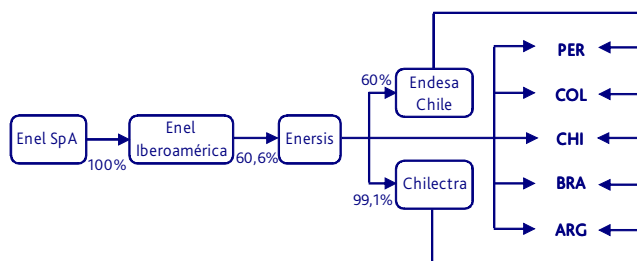 Enel SpA
100%
Enel
Iberoamérica
60,6%
Enersis
60%
Endesa
Chile
99,1%
Chilectra
PER
COL
CHI
BRA
ARG